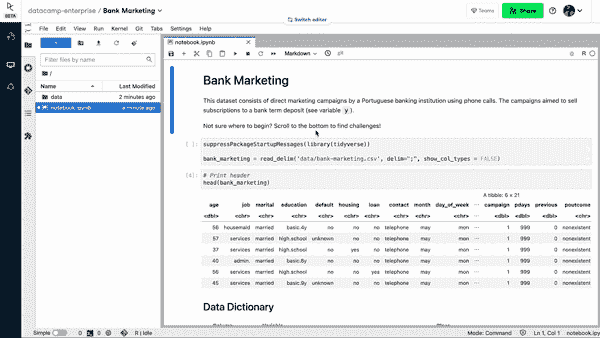 datacamp-enterprise / Bank Marketing
Switch editor
Teams
Share
BETA
File Edit View Run Kernel Git Tabs Settings Help
notebook.ipynb
Markdown
R
Filter files by name
/
Name Last Modified
data 2 minutes ago
notebook.ipynb a minute ago
Bank Marketing
This dataset consists of direct marketing campaigns by a Portuguese banking institution using phone calls. The campaigns aimed to sell
subscriptions to a bank term deposit (see variable y ).
Not sure where to begin? Scroll to the bottom to find challenges!
[ ]: suppressPackageStartupMessages(library(tidyverse))
bank_marketing = read_delim('data/bank-marketing.csv', delim=";", show_col_types = FALSE)
# Print header
head(bank_marketing)
A tibble: 6 × 21
age job marital education default housing loan contact month day_of_week ⋯ campaign pdays previous poutcome
<dbl> <chr> <chr> <chr> <chr> <chr> <chr> <chr> <chr> <chr> ⋯ <dbl> <dbl> <dbl> <chr>
56 housemaid married basic.4y no no no telephone may mon ⋯ 1 999 0 nonexistent
57 services married high.school unknown no no telephone may mon ⋯ 1 999 0 nonexistent
37 services married high.school no yes no telephone may mon ⋯ 1 999 0 nonexistent
40 admin. married basic.6y no no no telephone may mon ⋯ 1 999 0 nonexistent
56 services married high.school no no yes telephone may mon ⋯ 1 999 0 nonexistent
45 services married basic.9y unknown no no telephone may mon ⋯ 1 999 0 nonexistent
Data Dictionary
Simple 0 0 R | Idle Mode: Command Ln 1, Col 1 notebook.ipy